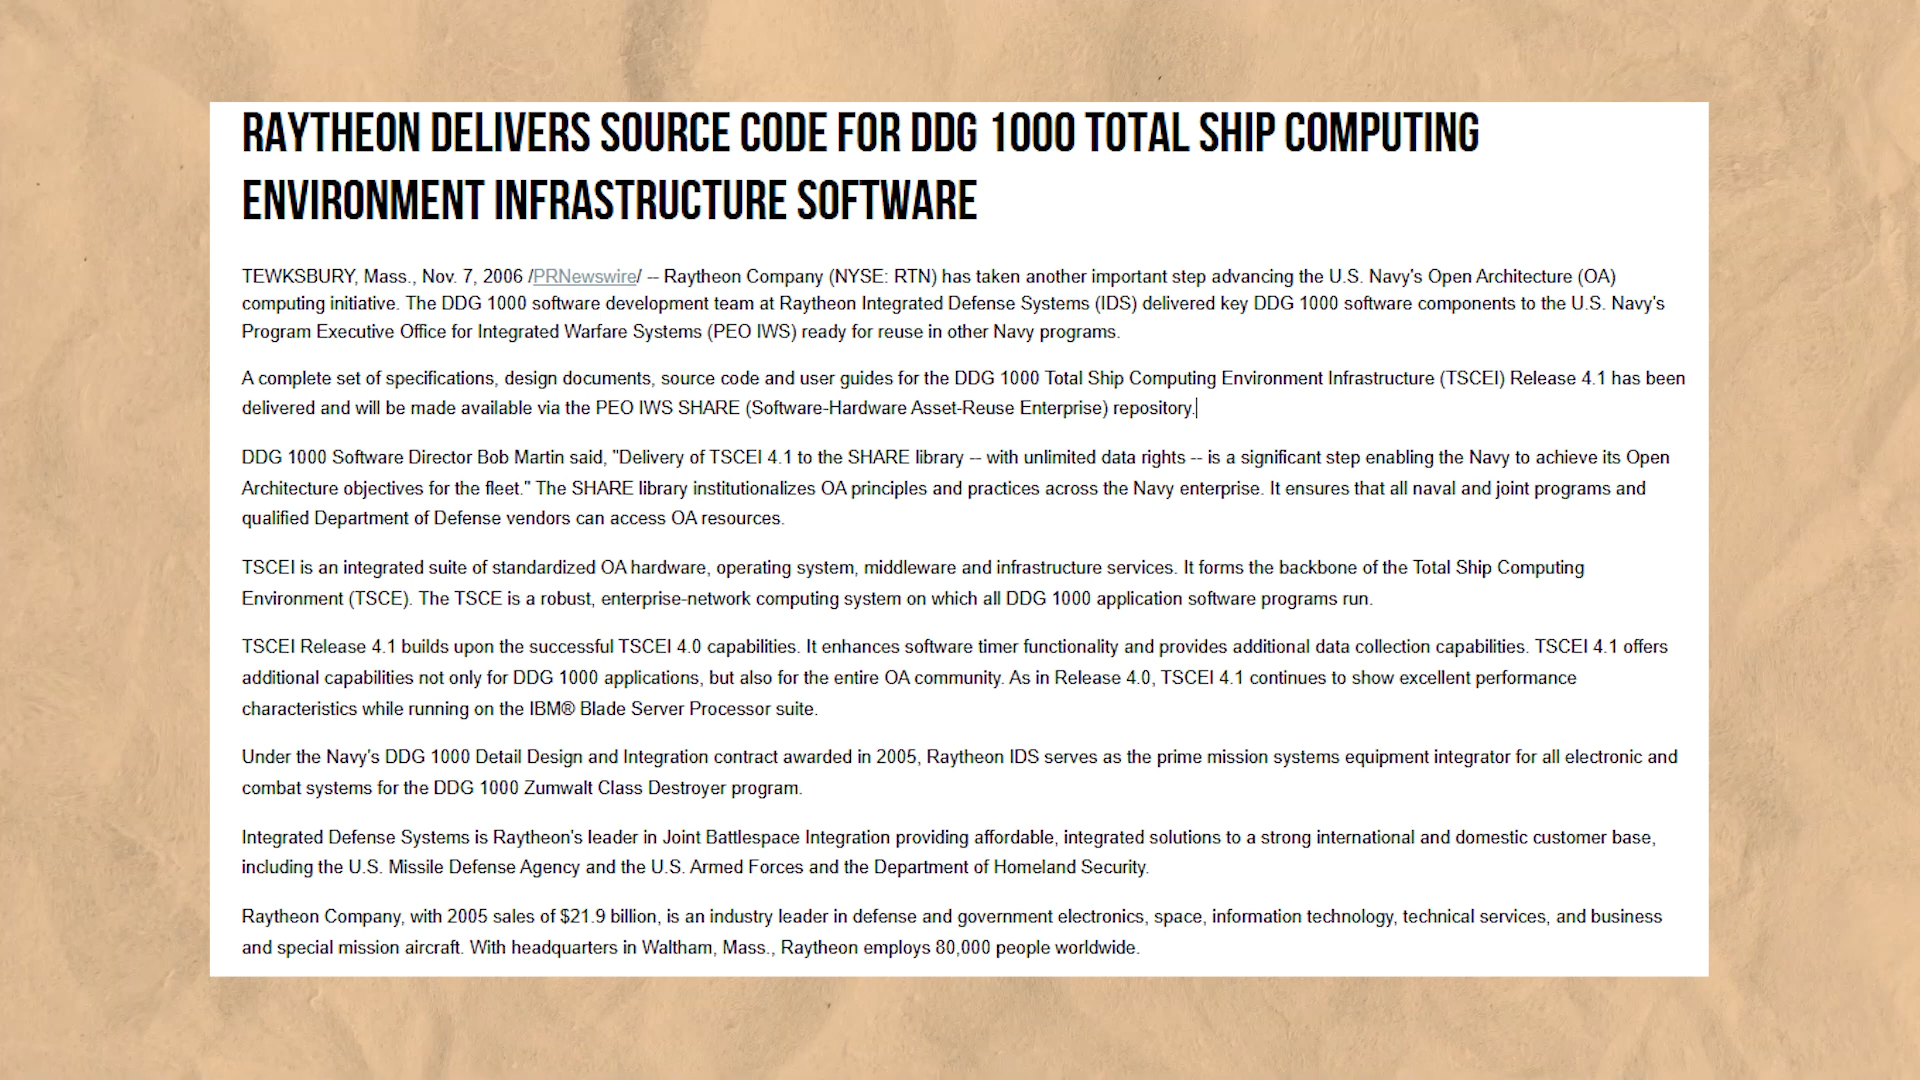 RAYTHEON DELIVERS SOURCE CODE FOR DDG 1000 TOTAL SHIP COMPUTING
ENVIRONMENT INFRASTRUCTURE SOFTWARE
TEWKSBURY, Mass., Nov. 7, 2006 /PRNewswire/ -- Raytheon Company (NYSE: RTN) has taken another important step advancing the U.S. Navy's Open Architecture (OA)
computing initiative. The DDG 1000 software development team at Raytheon Integrated Defense Systems (IDS) delivered key DDG 1000 software components to the U.S. Navy's
Program Executive Office for Integrated Warfare Systems (PEO IWS) ready for reuse in other Navy programs.
A complete set of specifications, design documents, source code and user guides for the DDG 1000 Total Ship Computing Environment Infrastructure (TSCEI) Release 4.1 has been
delivered and will be made available via the PEO IWS SHARE (Software-Hardware Asset-Reuse Enterprise) repository.
DDG 1000 Software Director Bob Martin said, "Delivery of TSCEI 4.1 to the SHARE library -- with unlimited data rights -- is a significant step enabling the Navy to achieve its Open
Architecture objectives for the fleet." The SHARE library institutionalizes OA principles and practices across the Navy enterprise. It ensures that all naval and joint programs and
qualified Department of Defense vendors can access OA resources.
TSCEI is an integrated suite of standardized OA hardware, operating system, middleware and infrastructure services. It forms the backbone of the Total Ship Computing
Environment (TSCE). The TSCE is a robust, enterprise-network computing system on which all DDG 1000 application software programs run.
TSCEI Release 4.1 builds upon the successful TSCEI 4.0 capabilities. It enhances software timer functionality and provides additional data collection capabilities. TSCEI 4.1 offers
additional capabilities not only for DDG 1000 applications, but also for the entire OA community. As in Release 4.0, TSCEI 4.1 continues to show excellent performance
characteristics while running on the IBM® Blade Server Processor suite.
Under the Navy's DDG 1000 Detail Design and Integration contract awarded in 2005, Raytheon IDS serves as the prime mission systems equipment integrator for all electronic and
combat systems for the DDG 1000 Zumwalt Class Destroyer program.
Integrated Defense Systems is Raytheon's leader in Joint Battlespace Integration providing affordable, integrated solutions to a strong international and domestic customer base,
including the U.S. Missile Defense Agency and the U.S. Armed Forces and the Department of Homeland Security.
Raytheon Company, with 2005 sales of $21.9 billion, is an industry leader in defense and government electronics, space, information technology, technical services, and business
and special mission aircraft. With headquarters in Waltham, Mass., Raytheon employs 80,000 people worldwide.